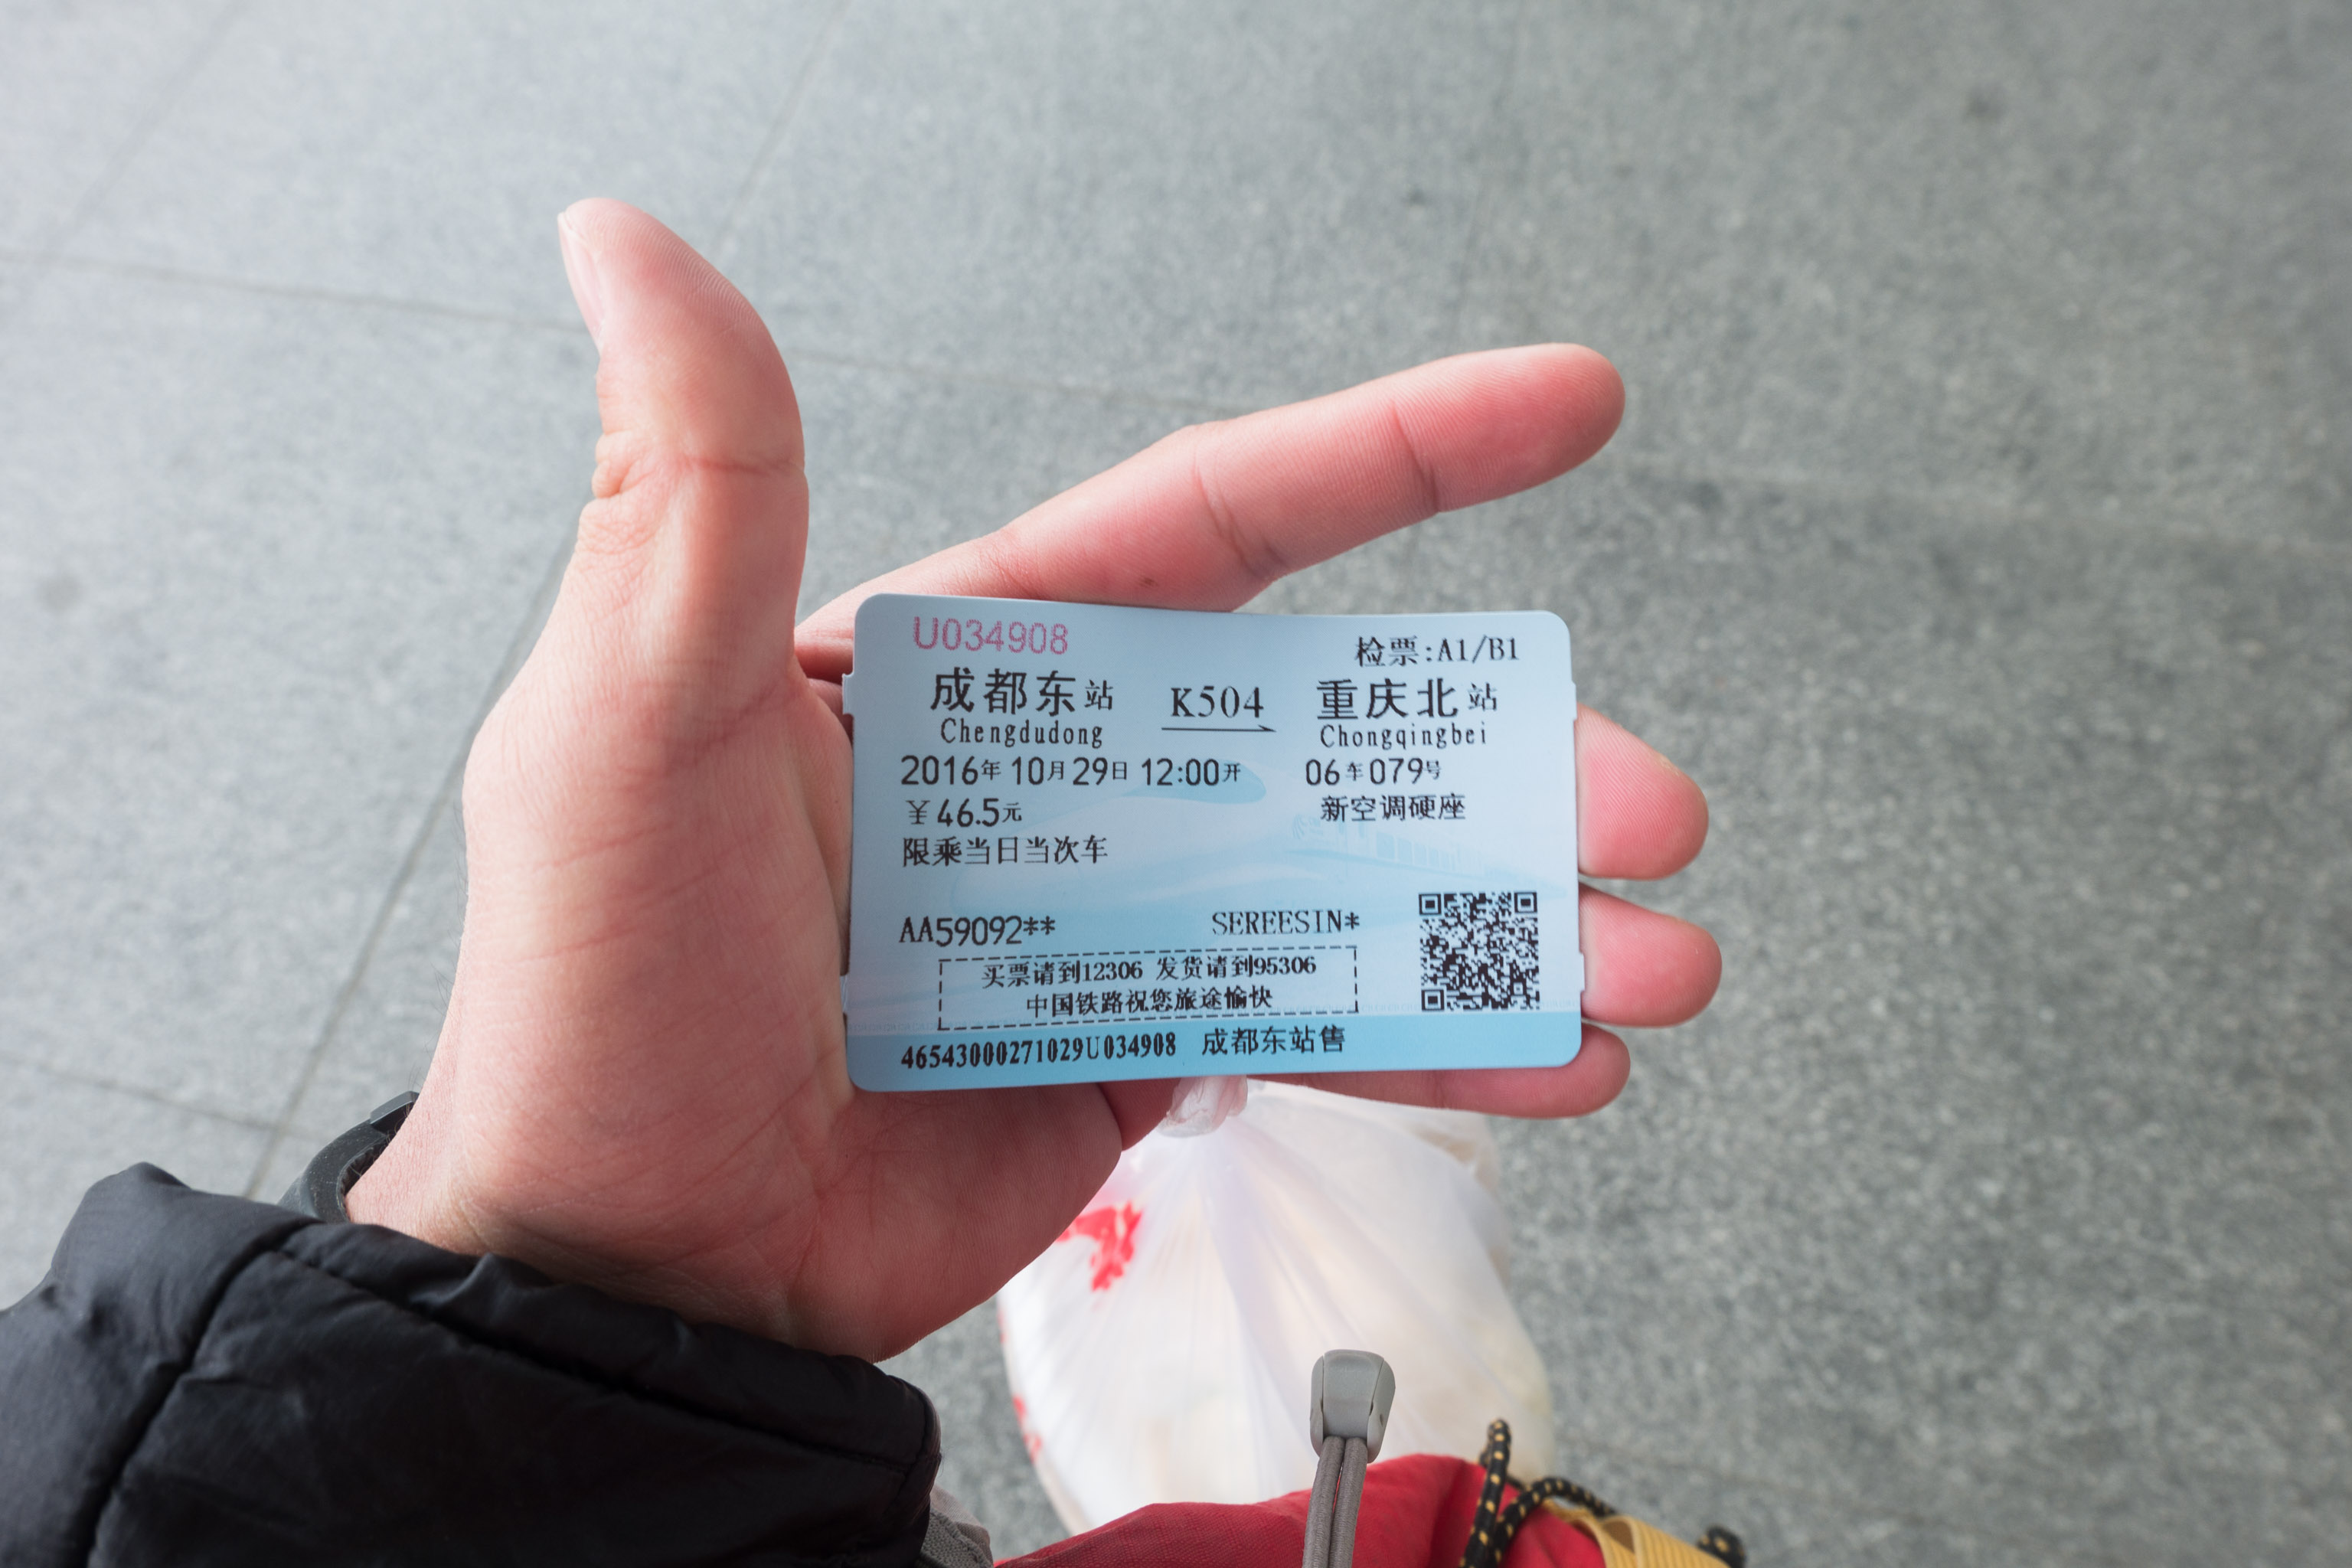 U034908
检票:A1/B1
成都东站 K504 重庆北站
Chengdudong Chongqingbei
2016年10月29日12:00开 06车079号
¥46.5元 新空调硬座
限乘当日当次车
AA59092** SEREESIN*
买票请到12306 发货请到95306
中国铁路祝您旅途愉快
46543000271029U034908 成都东站售